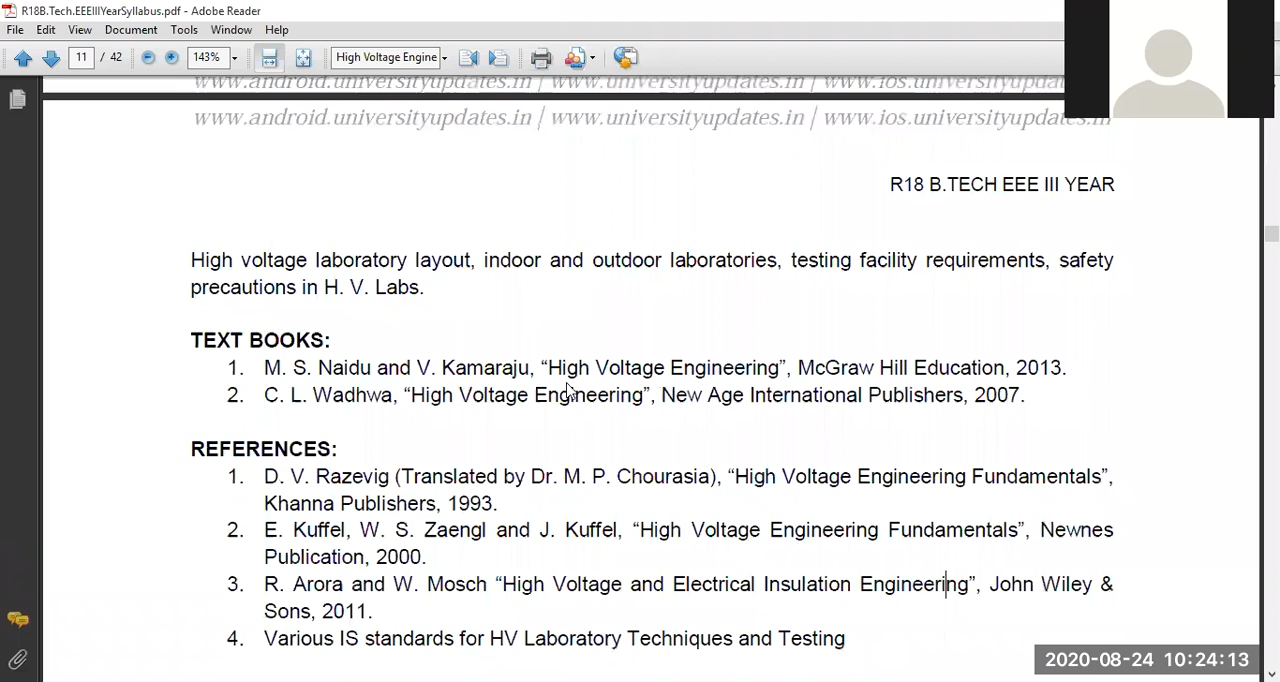 R18B.Tech.EEEIIIYearSyllabus.pdf - Adobe Reader
File Edit View Document Tools Window Help
11 / 42 143% High Voltage Engine
www.android.universityupdates.in | www.universityupdates.in | www.ios.universityupdates.in
www.android.universityupdates.in | www.universityupdates.in | www.ios.universityupdates.in
R18 B.TECH EEE III YEAR
High voltage laboratory layout, indoor and outdoor laboratories, testing facility requirements, safety
precautions in H. V. Labs.
TEXT BOOKS:
1. M. S. Naidu and V. Kamaraju, “High Voltage Engineering”, McGraw Hill Education, 2013.
2. C. L. Wadhwa, “High Voltage Engineering”, New Age International Publishers, 2007.
REFERENCES:
1. D. V. Razevig (Translated by Dr. M. P. Chourasia), “High Voltage Engineering Fundamentals”,
Khanna Publishers, 1993.
2. E. Kuffel, W. S. Zaengl and J. Kuffel, “High Voltage Engineering Fundamentals”, Newnes
Publication, 2000.
3. R. Arora and W. Mosch “High Voltage and Electrical Insulation Engineering”, John Wiley &
Sons, 2011.
4. Various IS standards for HV Laboratory Techniques and Testing
2020-08-24 10:24:13